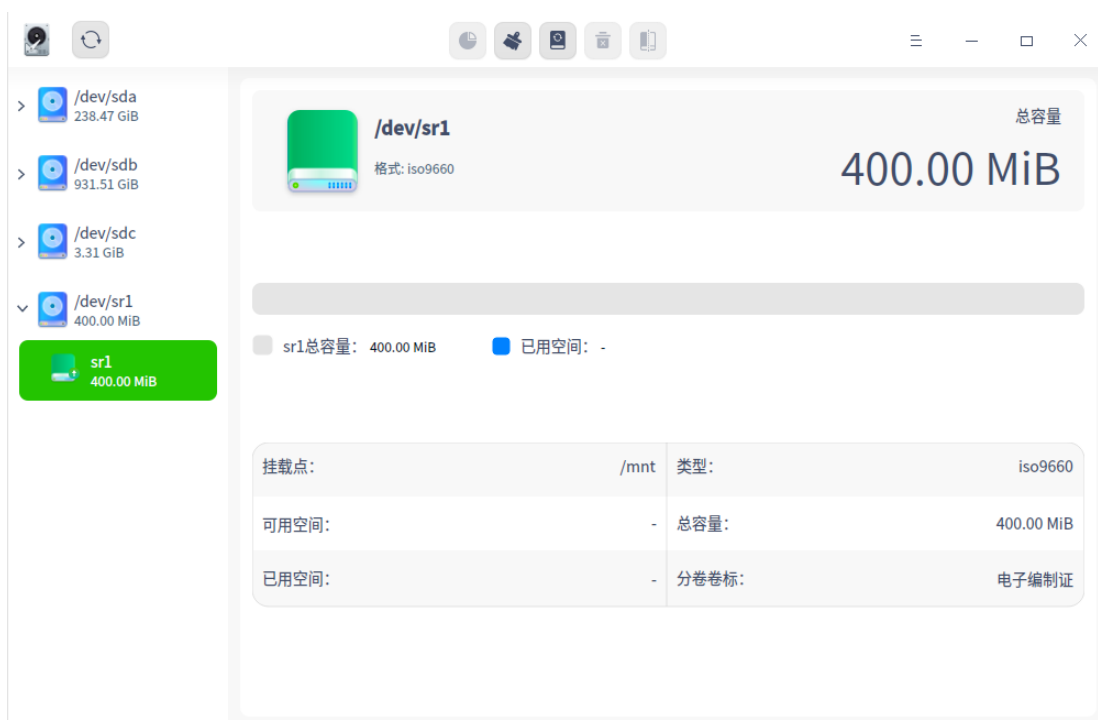 /dev/sda
238.47 GiB
/dev/sdb
931.51 GiB
/dev/sdc
3.31 GiB
/dev/sr1
400.00 MiB
sr1
400.00 MiB
/dev/sr1
格式: iso9660
总容量
400.00 MiB
sr1总容量： 400.00 MiB
已用空间： -
挂载点： /mnt
类型： iso9660
可用空间： -
总容量： 400.00 MiB
已用空间： -
分卷卷标： 电子编制证